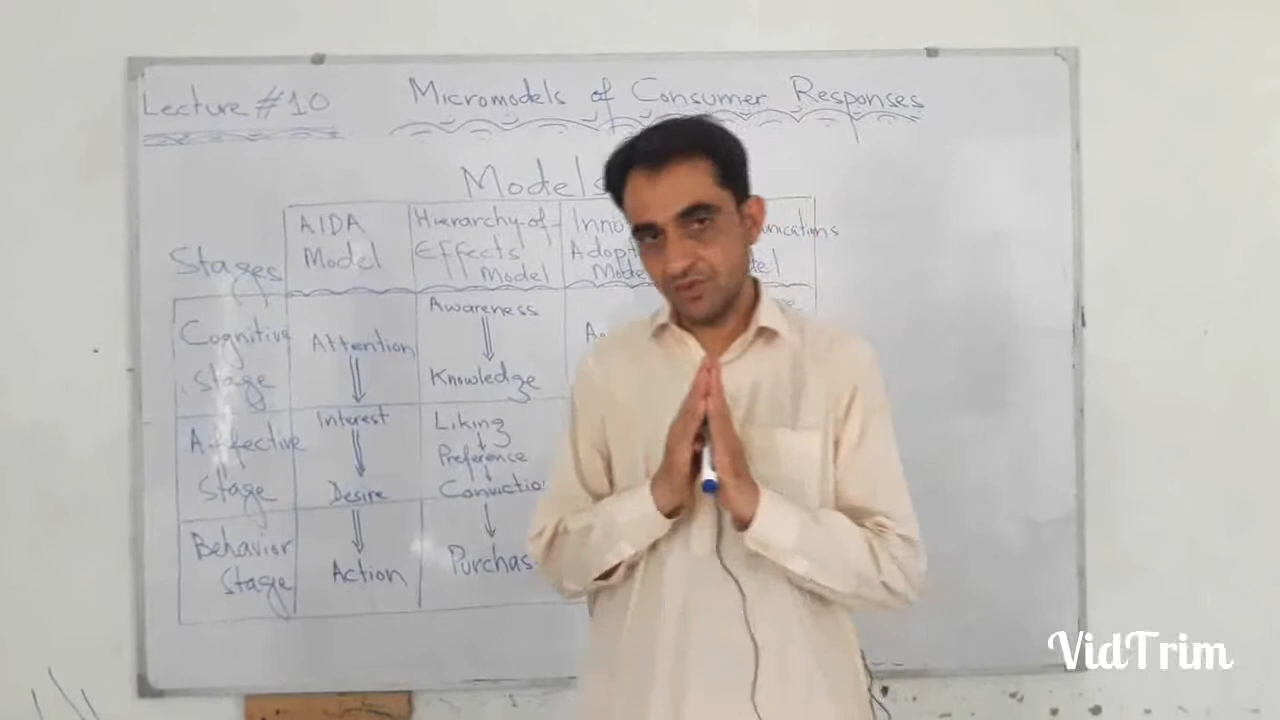 Lecture #10
Micromodels of Consumer Responses
Models
Stages
AIDA
Model
Hierarchy-of-
Effects
Model
Cognitive
Stage
Attention
Awareness
Knowledge
Affective
Stage
Interest
Desire
Liking
Preference
Behavior
Stage
Action
VidTrim